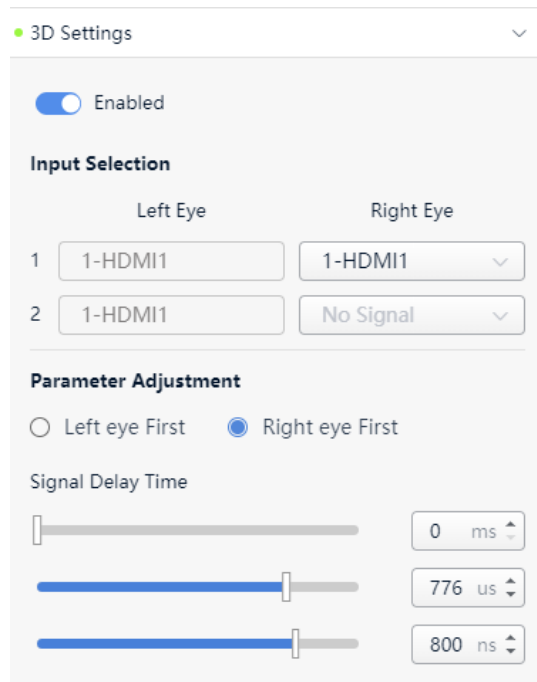 3D Settings
Enabled
Input Selection
Left Eye Right Eye
1 1-HDMI1 1-HDMI1
2 1-HDMI1 No Signal
Parameter Adjustment
Left eye First Right eye First
Signal Delay Time
0 ms
776 us
800 ns